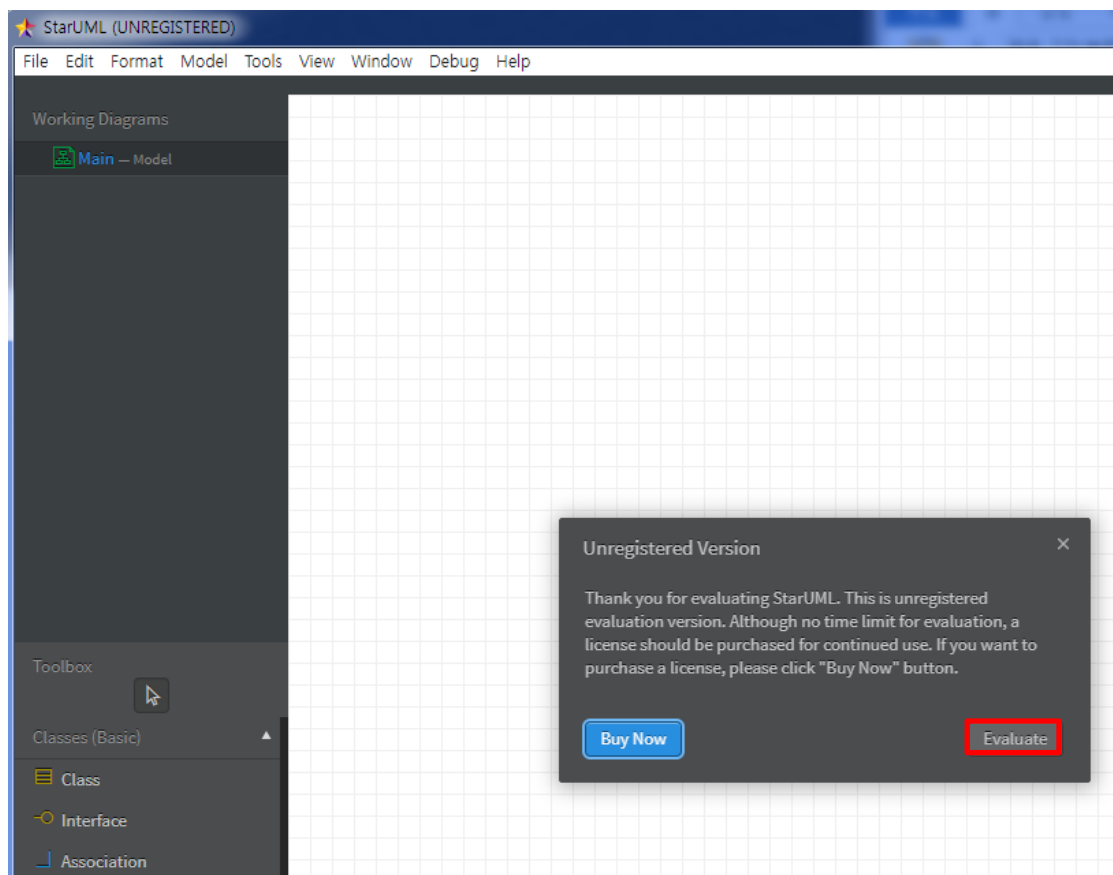 StarUML (UNREGISTERED)
File Edit Format Model Tools View Window Debug Help
Working Diagrams
Main — Model
Unregistered Version
Thank you for evaluating StarUML. This is unregistered
evaluation version. Although no time limit for evaluation, a
license should be purchased for continued use. If you want to
purchase a license, please click "Buy Now" button.
Buy Now
Evaluate
Toolbox
Classes (Basic)
Class
Interface
Association